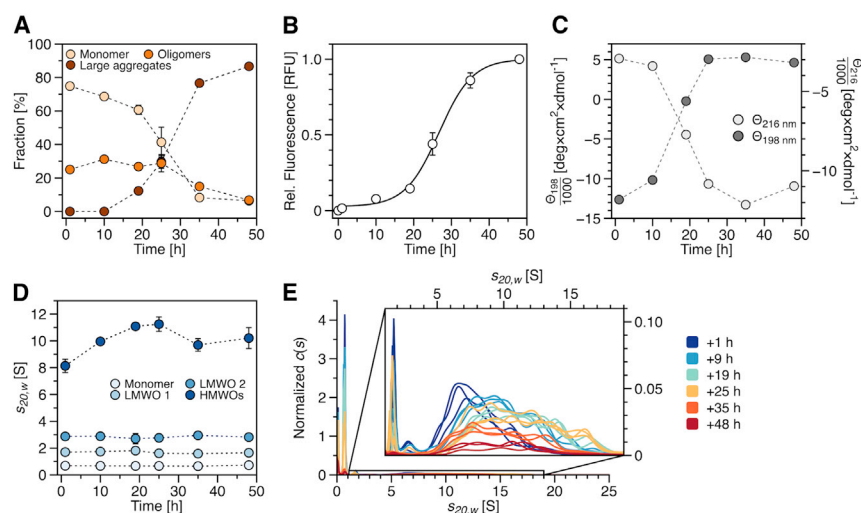 A
Monomer Oligomers
Large aggregates
Fraction [%]
100
80
60
40
20
0
0 10 20 30 40 50
Time [h]
B
Rel. Fluorescence [RFU]
1.0
0.5
0
0 10 20 30 40 50
Time [h]
C
Θ198/1000 [deg×cm²×dmol⁻¹]
5
0
−5
−10
−15
Θ216 nm
Θ198 nm
−5
−10
Θ216/1000 [deg×cm²×dmol⁻¹]
0 10 20 30 40 50
Time [h]
D
s20,w [S]
12
10
8
6
4
2
0
Monomer LMWO 2
LMWO 1 HMWOs
0 10 20 30 40 50
Time [h]
E
s20,w [S]
5 10 15
Normalized c(s)
4
3
2
1
0
0.10
0.05
0
0 5 10 15 20 25
s20,w [S]
+1 h
+9 h
+19 h
+25 h
+35 h
+48 h